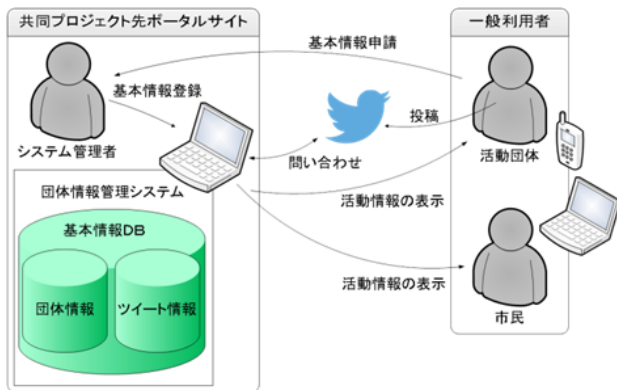 共同プロジェクト先ポータルサイト
一般利用者
基本情報申請
基本情報登録
投稿
システム管理者
活動団体
問い合わせ
団体情報管理システム
活動情報の表示
基本情報DB
団体情報
ツイート情報
活動情報の表示
市民